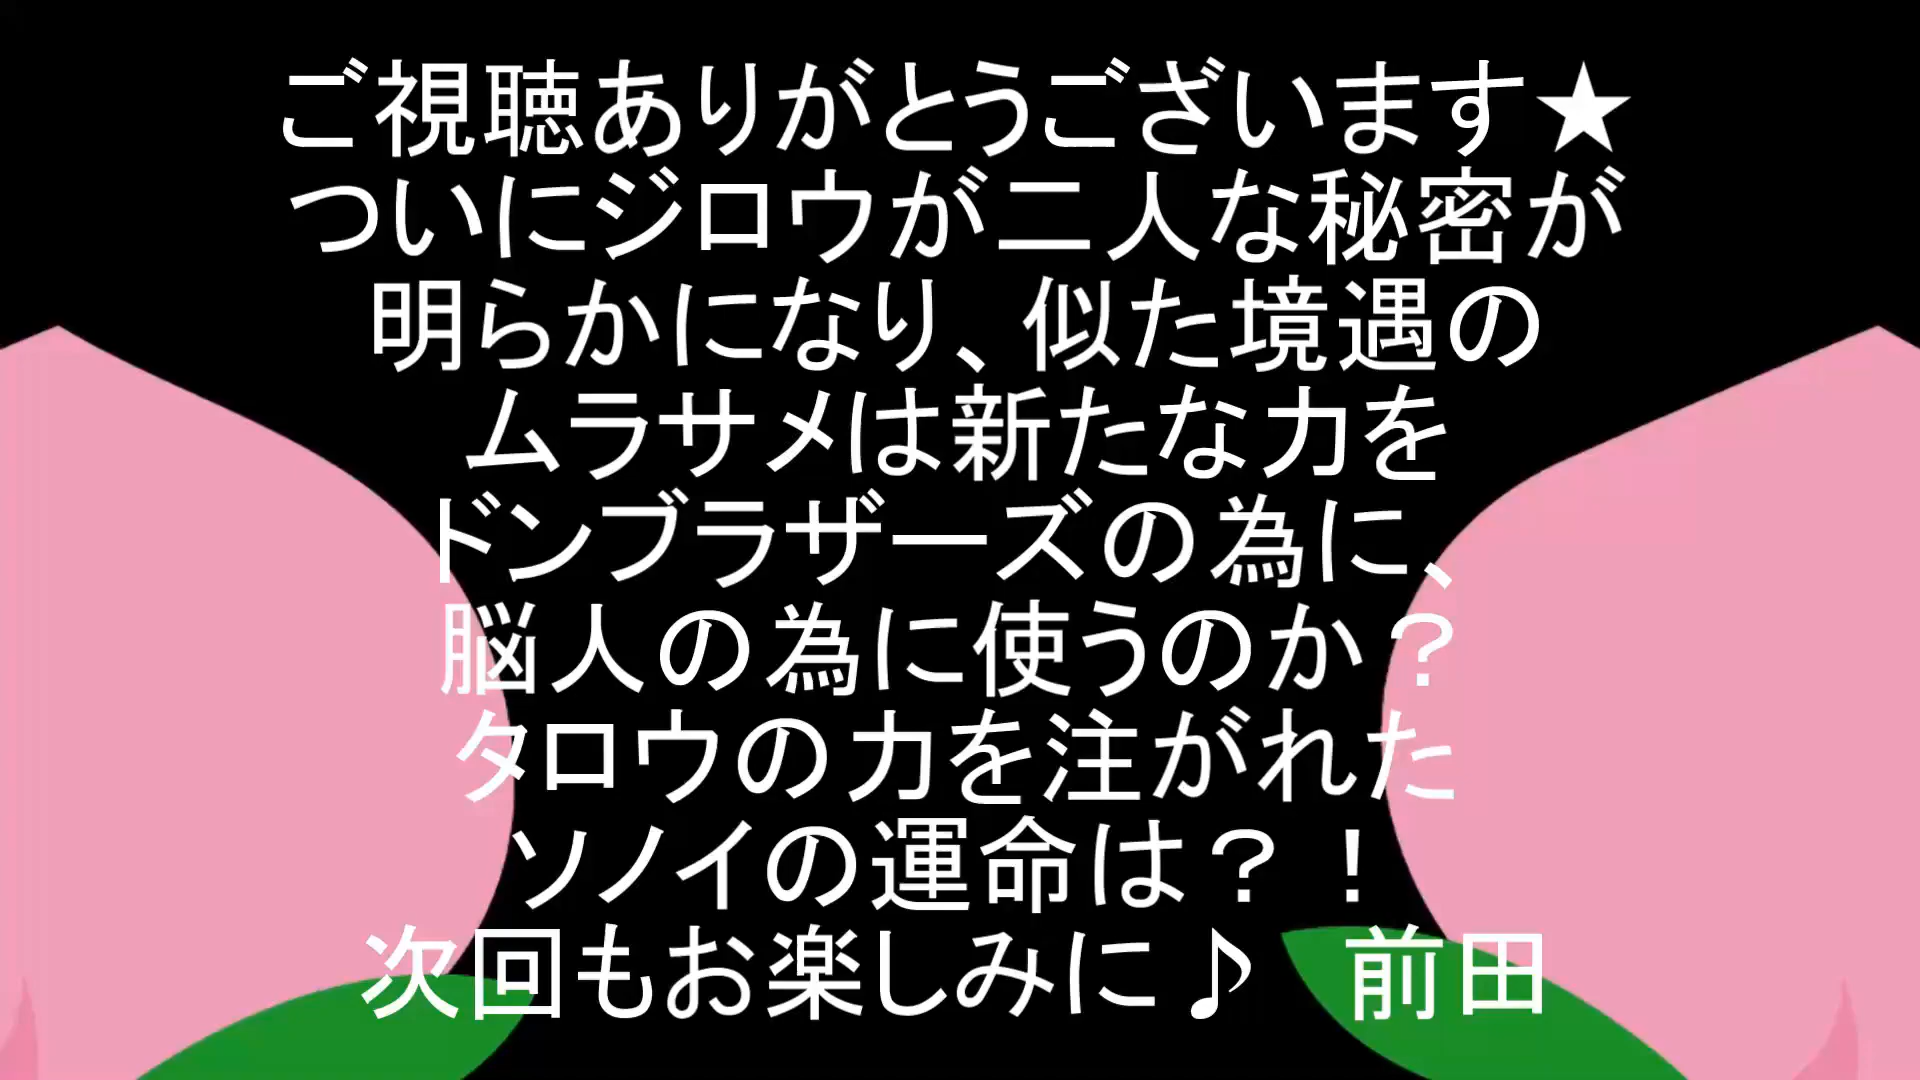 ご視聴ありがとうございます★
ついにジロウが二人な秘密が
明らかになり、似た境遇の
ムラサメは新たな力を
ドンブラザーズの為に、
脳人の為に使うのか？
タロウの力を注がれた
ソノイの運命は？！
次回もお楽しみに♪　前田